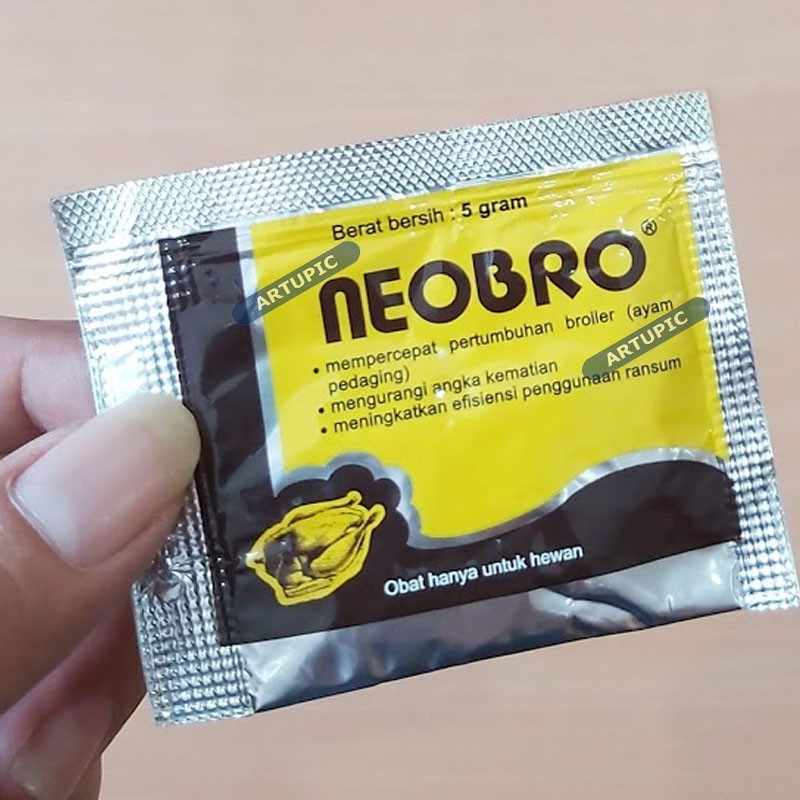 Berat bersih : 5 gram
NEOBRO®
• mempercepat pertumbuhan broiler (ayam
pedaging)
• mengurangi angka kematian
• meningkatkan efisiensi penggunaan ransum
Obat hanya untuk hewan
ARTUPIC
ARTUPIC